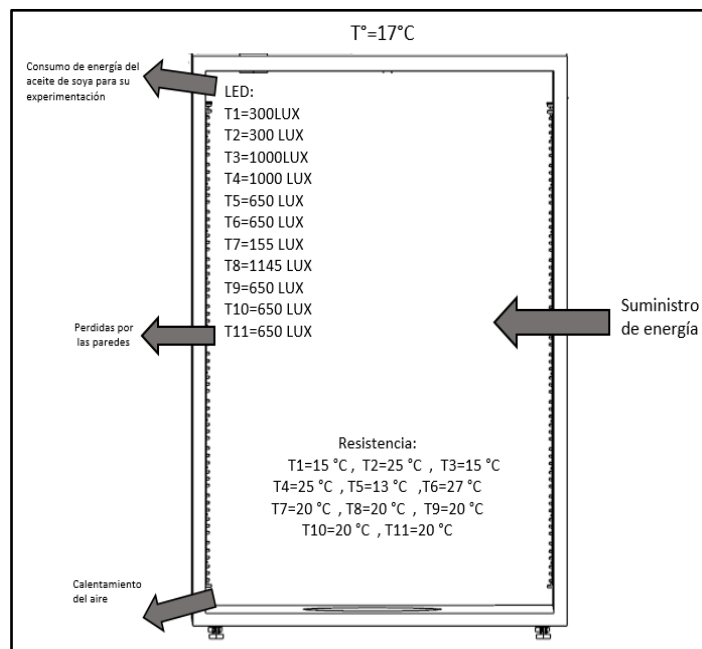 T°=17°C
Consumo de energía del
aceite de soya para su
experimentación
LED:
T1=300LUX
T2=300 LUX
T3=1000LUX
T4=1000 LUX
T5=650 LUX
T6=650 LUX
T7=155 LUX
T8=1145 LUX
T9=650 LUX
T10=650 LUX
T11=650 LUX
Perdidas por
las paredes
Suministro
de energía
Resistencia:
T1=15 °C , T2=25 °C , T3=15 °C
T4=25 °C , T5=13 °C ,T6=27 °C
T7=20 °C , T8=20 °C , T9=20 °C
T10=20 °C , T11=20 °C
Calentamiento
del aire